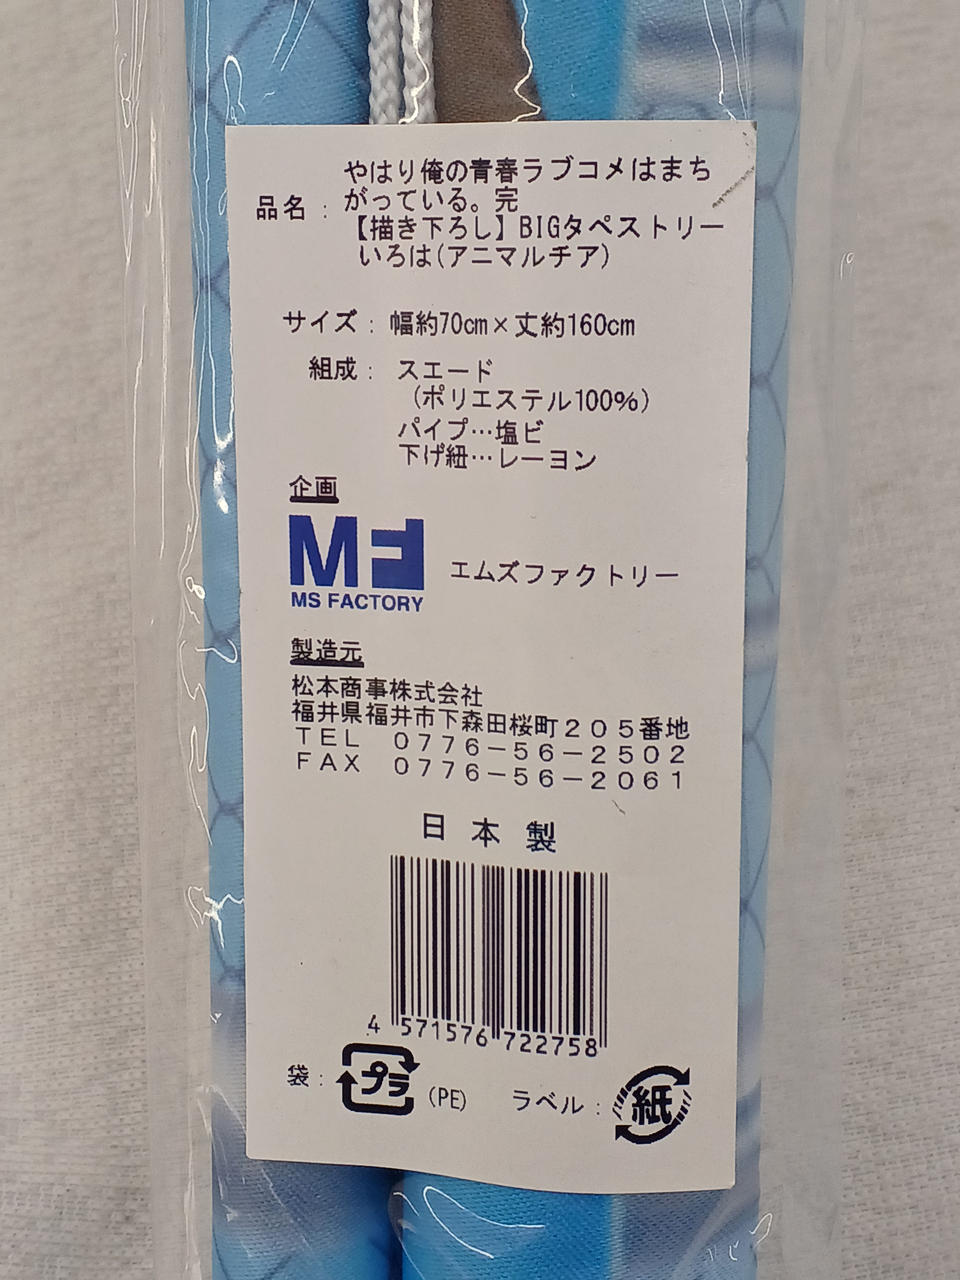 品名：やはり俺の青春ラブコメはまち
がっている。完
【描き下ろし】BIGタペストリー
いろは(アニマルチア)
サイズ：幅約70cm×丈約160cm
組成：スエード
(ポリエステル100%)
パイプ…塩ビ
下げ紐…レーヨン
企画
MF
MS FACTORY
エムズファクトリー
製造元
松本商事株式会社
福井県福井市下森田桜町２０５番地
ＴＥＬ　０７７６－５６－２５０２
ＦＡＸ　０７７６－５６－２０６１
日本製
4 571576 722758
袋：プラ(PE) ラベル：紙